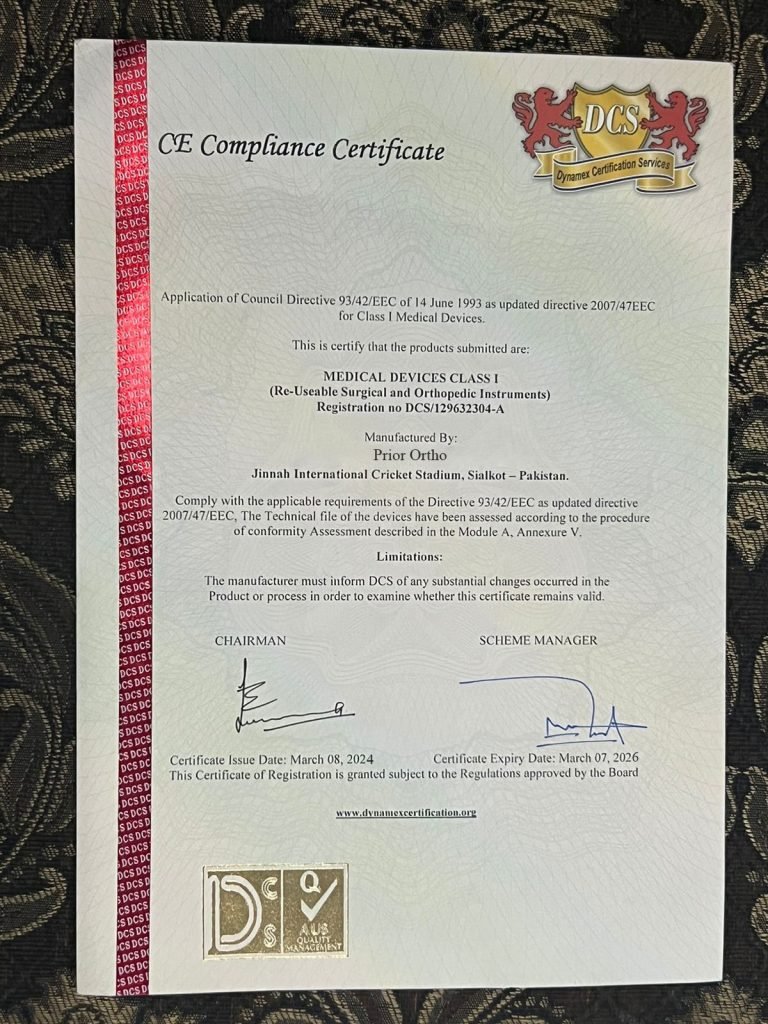 CE Compliance Certificate
DCS
Dynamex Certification Services
Application of Council Directive 93/42/EEC of 14 June 1993 as updated directive 2007/47EEC
for Class I Medical Devices.
This is certify that the products submitted are:
MEDICAL DEVICES CLASS I
(Re-Useable Surgical and Orthopedic Instruments)
Registration no DCS/129632304-A
Manufactured By:
Prior Ortho
Jinnah International Cricket Stadium, Sialkot – Pakistan.
Comply with the applicable requirements of the Directive 93/42/EEC as updated directive
2007/47/EEC, The Technical file of the devices have been assessed according to the procedure
of conformity Assessment described in the Module A, Annexure V.
Limitations:
The manufacturer must inform DCS of any substantial changes occurred in the
Product or process in order to examine whether this certificate remains valid.
CHAIRMAN SCHEME MANAGER
Certificate Issue Date: March 08, 2024 Certificate Expiry Date: March 07, 2026
This Certificate of Registration is granted subject to the Regulations approved by the Board
www.dynamexcertification.org
DCS
Q
AUS
QUALITY
MANAGEMENT